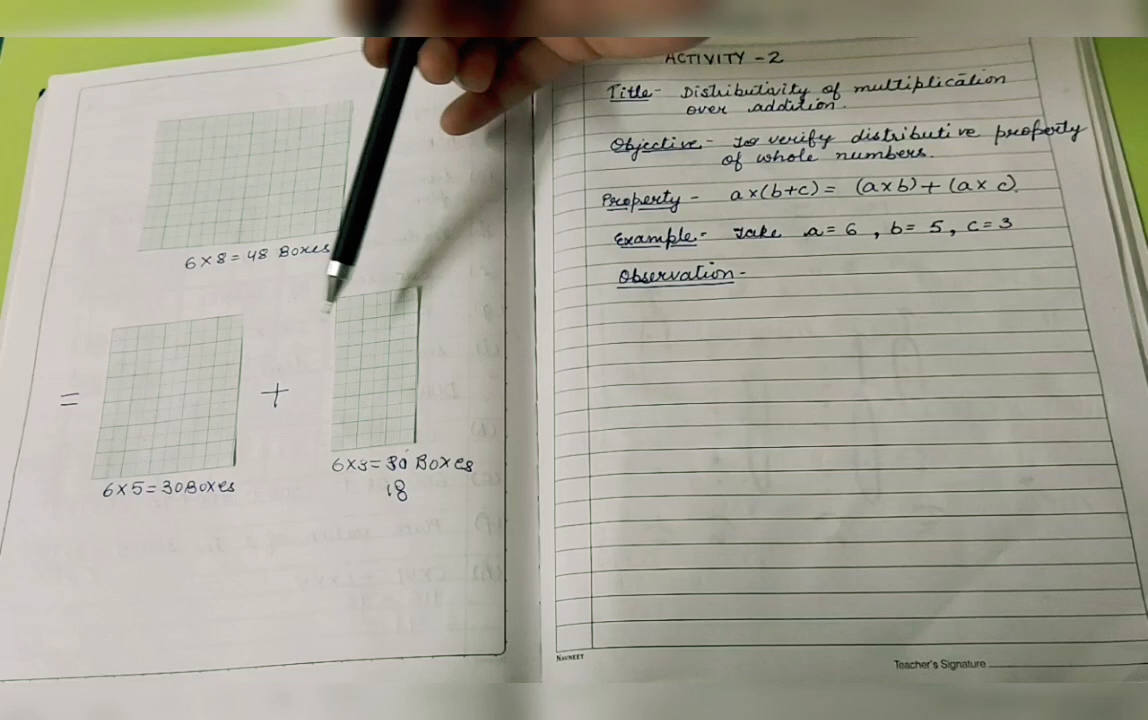 6×8=48 Boxes
=
+
6×5=30Boxes
6×3=30 Boxes
18
ACTIVITY - 2
Title - Distributivity of multiplication
over addition.
Objective - To verify distributive property
of whole numbers.
Property - a×(b+c) = (a×b) + (a×c)
Example - Take a=6, b=5, c=3
Observation -
NAVNEET
Teacher's Signature